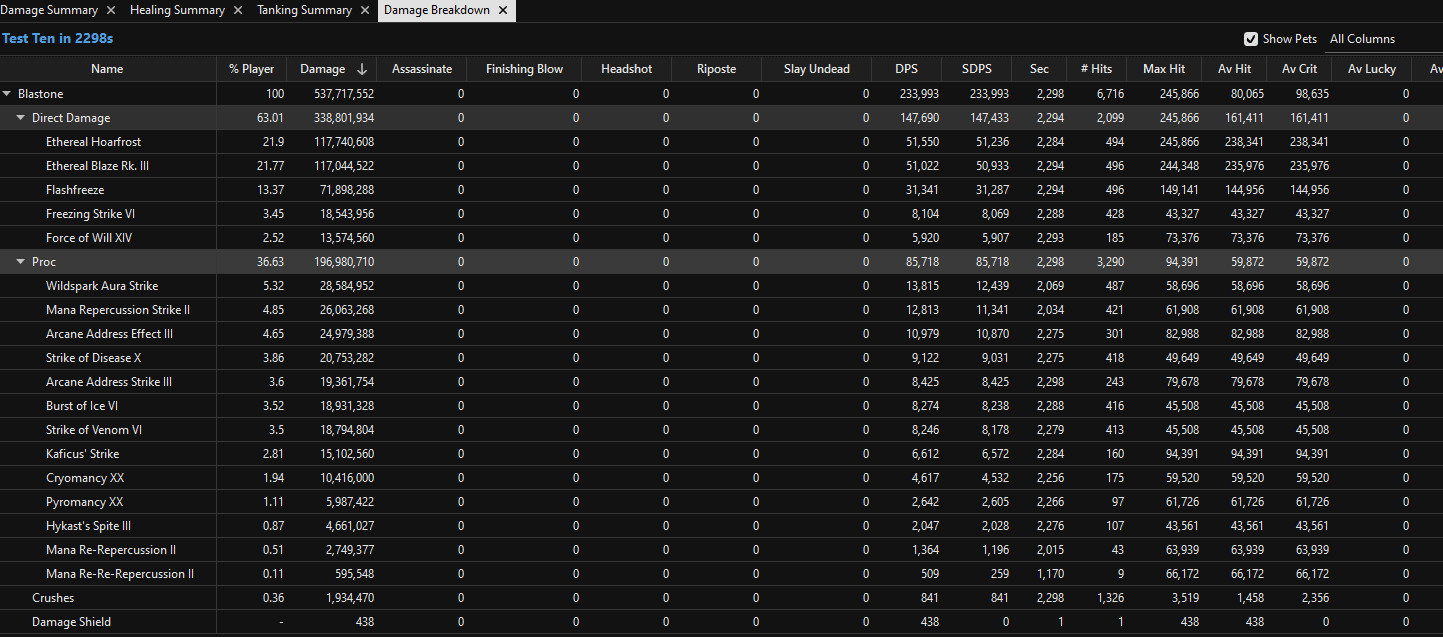 Damage Summary × Healing Summary × Tanking Summary × Damage Breakdown ×
Test Ten in 2298s Show Pets All Columns
Name % Player Damage ↓ Assassinate Finishing Blow Headshot Riposte Slay Undead DPS SDPS Sec # Hits Max Hit Av Hit Av Crit Av Lucky Av
Blastone 100 537,717,552 0 0 0 0 0 233,993 233,993 2,298 6,716 245,866 80,065 98,635 0
Direct Damage 63.01 338,801,934 0 0 0 0 0 147,690 147,433 2,294 2,099 245,866 161,411 161,411 0
Ethereal Hoarfrost 21.9 117,740,608 0 0 0 0 0 51,550 51,236 2,284 494 245,866 238,341 238,341 0
Ethereal Blaze Rk. III 21.77 117,044,522 0 0 0 0 0 51,022 50,933 2,294 496 244,348 235,976 235,976 0
Flashfreeze 13.37 71,898,288 0 0 0 0 0 31,341 31,287 2,294 496 149,141 144,956 144,956 0
Freezing Strike VI 3.45 18,543,956 0 0 0 0 0 8,104 8,069 2,288 428 43,327 43,327 43,327 0
Force of Will XIV 2.52 13,574,560 0 0 0 0 0 5,920 5,907 2,293 185 73,376 73,376 73,376 0
Proc 36.63 196,980,710 0 0 0 0 0 85,718 85,718 2,298 3,290 94,391 59,872 59,872 0
Wildspark Aura Strike 5.32 28,584,952 0 0 0 0 0 13,815 12,439 2,069 487 58,696 58,696 58,696 0
Mana Repercussion Strike II 4.85 26,063,268 0 0 0 0 0 12,813 11,341 2,034 421 61,908 61,908 61,908 0
Arcane Address Effect III 4.65 24,979,388 0 0 0 0 0 10,979 10,870 2,275 301 82,988 82,988 82,988 0
Strike of Disease X 3.86 20,753,282 0 0 0 0 0 9,122 9,031 2,275 418 49,649 49,649 49,649 0
Arcane Address Strike III 3.6 19,361,754 0 0 0 0 0 8,425 8,425 2,298 243 79,678 79,678 79,678 0
Burst of Ice VI 3.52 18,931,328 0 0 0 0 0 8,274 8,238 2,288 416 45,508 45,508 45,508 0
Strike of Venom VI 3.5 18,794,804 0 0 0 0 0 8,246 8,178 2,279 413 45,508 45,508 45,508 0
Kaficus' Strike 2.81 15,102,560 0 0 0 0 0 6,612 6,572 2,284 160 94,391 94,391 94,391 0
Cryomancy XX 1.94 10,416,000 0 0 0 0 0 4,617 4,532 2,256 175 59,520 59,520 59,520 0
Pyromancy XX 1.11 5,987,422 0 0 0 0 0 2,642 2,605 2,266 97 61,726 61,726 61,726 0
Hykast's Spite III 0.87 4,661,027 0 0 0 0 0 2,047 2,028 2,276 107 43,561 43,561 43,561 0
Mana Re-Repercussion II 0.51 2,749,377 0 0 0 0 0 1,364 1,196 2,015 43 63,939 63,939 63,939 0
Mana Re-Re-Repercussion II 0.11 595,548 0 0 0 0 0 509 259 1,170 9 66,172 66,172 66,172 0
Crushes 0.36 1,934,470 0 0 0 0 0 841 841 2,298 1,326 3,519 1,458 2,356 0
Damage Shield - 438 0 0 0 0 0 438 0 1 1 438 438 0 0